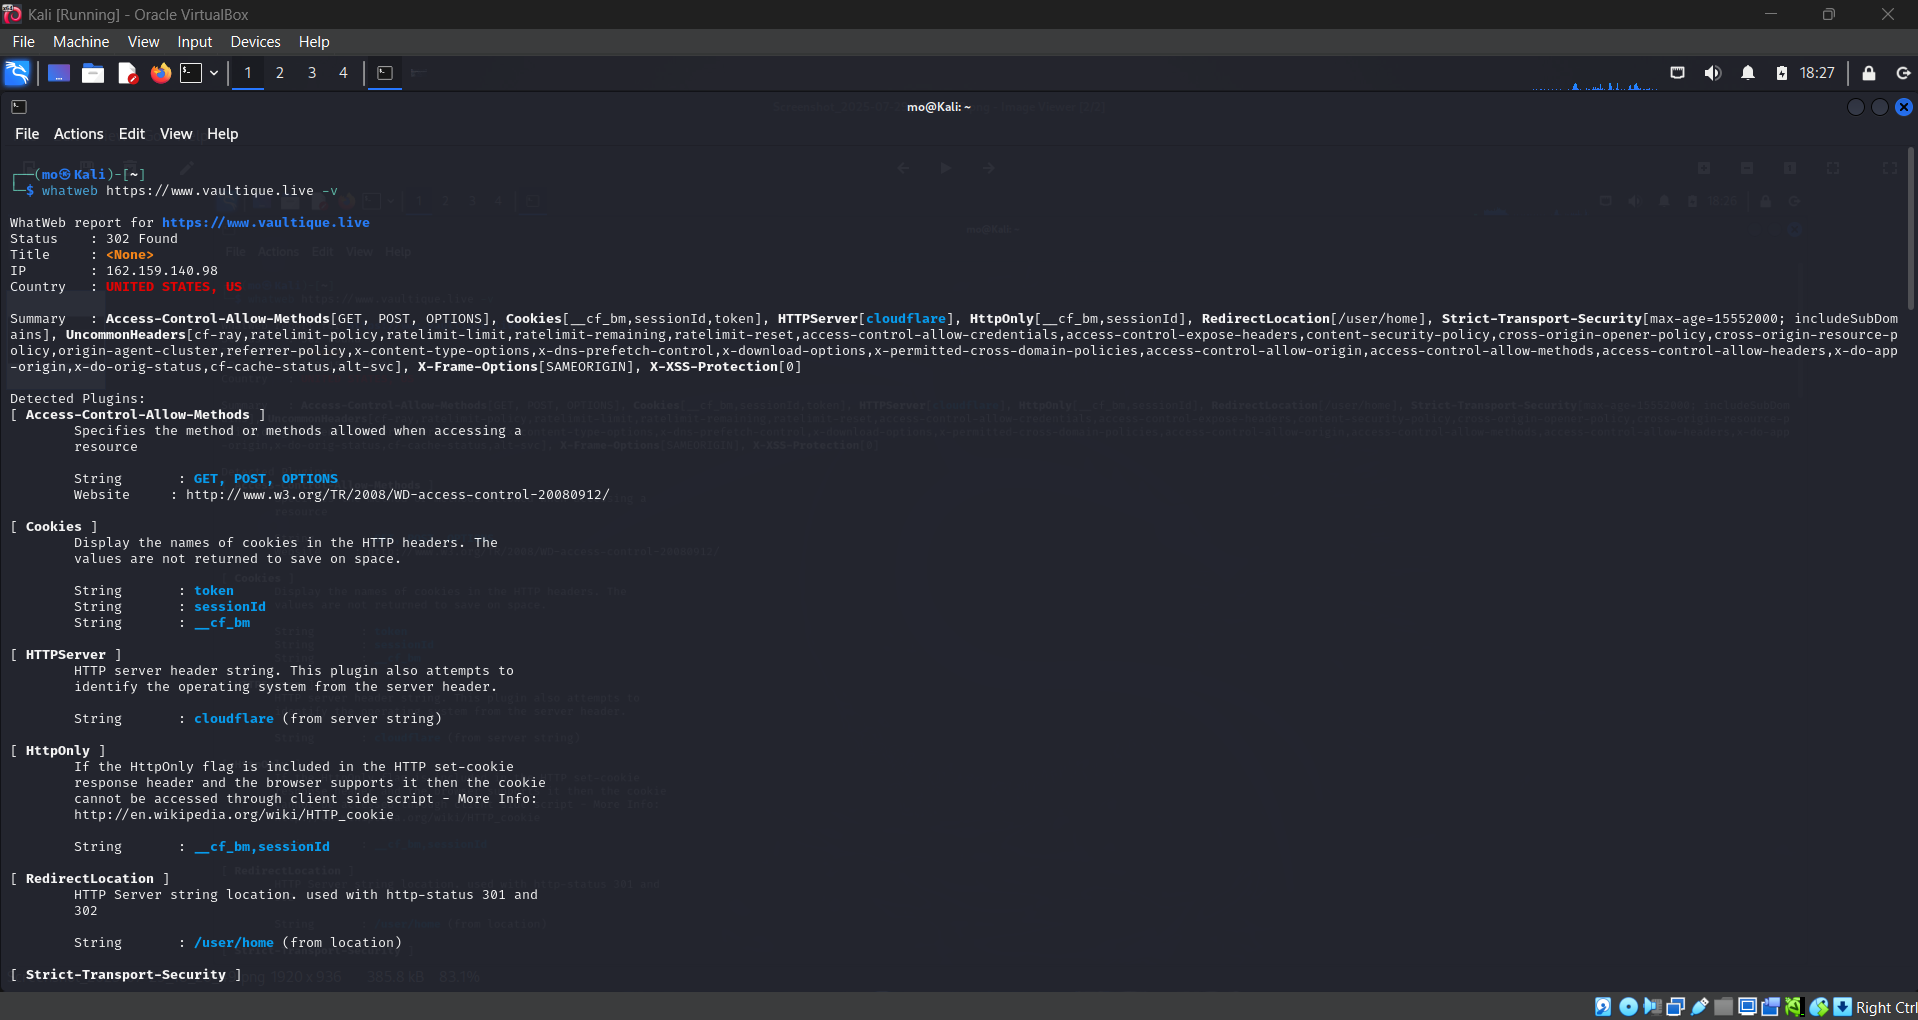 Kali [Running] - Oracle VirtualBox
File Machine View Input Devices Help
1 2 3 4 18:27
mo@Kali: ~
File Actions Edit View Help
┌──(mo㉿Kali)-[~]
└─$ whatweb https://www.vaultique.live -v
WhatWeb report for https://www.vaultique.live
Status    : 302 Found
Title     : <None>
IP        : 162.159.140.98
Country   : UNITED STATES, US
Summary   : Access-Control-Allow-Methods[GET, POST, OPTIONS], Cookies[__cf_bm,sessionId,token], HTTPServer[cloudflare], HttpOnly[__cf_bm,sessionId], RedirectLocation[/user/home], Strict-Transport-Security[max-age=15552000; includeSubDom
ains], UncommonHeaders[cf-ray,ratelimit-policy,ratelimit-limit,ratelimit-remaining,ratelimit-reset,access-control-allow-credentials,access-control-expose-headers,content-security-policy,cross-origin-opener-policy,cross-origin-resource-p
olicy,origin-agent-cluster,referrer-policy,x-content-type-options,x-dns-prefetch-control,x-download-options,x-permitted-cross-domain-policies,access-control-allow-origin,access-control-allow-methods,access-control-allow-headers,x-do-app
-origin,x-do-orig-status,cf-cache-status,alt-svc], X-Frame-Options[SAMEORIGIN], X-XSS-Protection[0]
Detected Plugins:
[ Access-Control-Allow-Methods ]
Specifies the method or methods allowed when accessing a
resource
String       : GET, POST, OPTIONS
Website     : http://www.w3.org/TR/2008/WD-access-control-20080912/
[ Cookies ]
Display the names of cookies in the HTTP headers. The
values are not returned to save on space.
String       : token
String       : sessionId
String       : __cf_bm
[ HTTPServer ]
HTTP server header string. This plugin also attempts to
identify the operating system from the server header.
String       : cloudflare (from server string)
[ HttpOnly ]
If the HttpOnly flag is included in the HTTP set-cookie
response header and the browser supports it then the cookie
cannot be accessed through client side script - More Info:
http://en.wikipedia.org/wiki/HTTP_cookie
String       : __cf_bm,sessionId
[ RedirectLocation ]
HTTP Server string location. used with http-status 301 and
302
String       : /user/home (from location)
[ Strict-Transport-Security ]
Right Ctrl